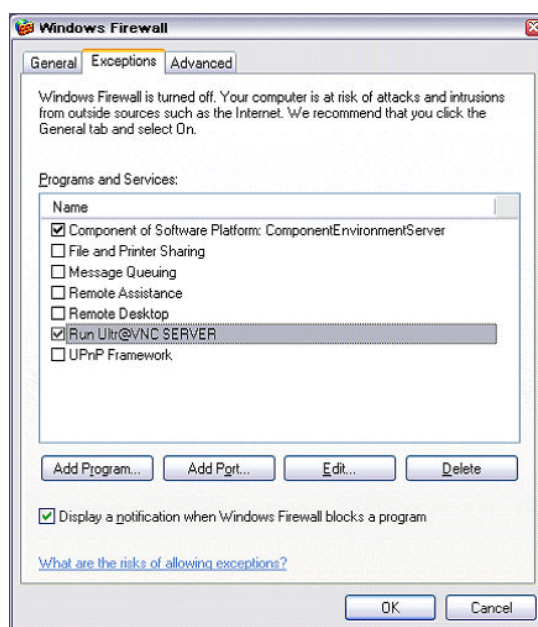 Windows Firewall
General Exceptions Advanced
Windows Firewall is turned off. Your computer is at risk of attacks and intrusions
from outside sources such as the Internet. We recommend that you click the
General tab and select On.
Programs and Services:
Name
Component of Software Platform: ComponentEnvironmentServer
File and Printer Sharing
Message Queuing
Remote Assistance
Remote Desktop
Run Ultr@VNC SERVER
UPnP Framework
Add Program... Add Port... Edit... Delete
Display a notification when Windows Firewall blocks a program
What are the risks of allowing exceptions?
OK Cancel